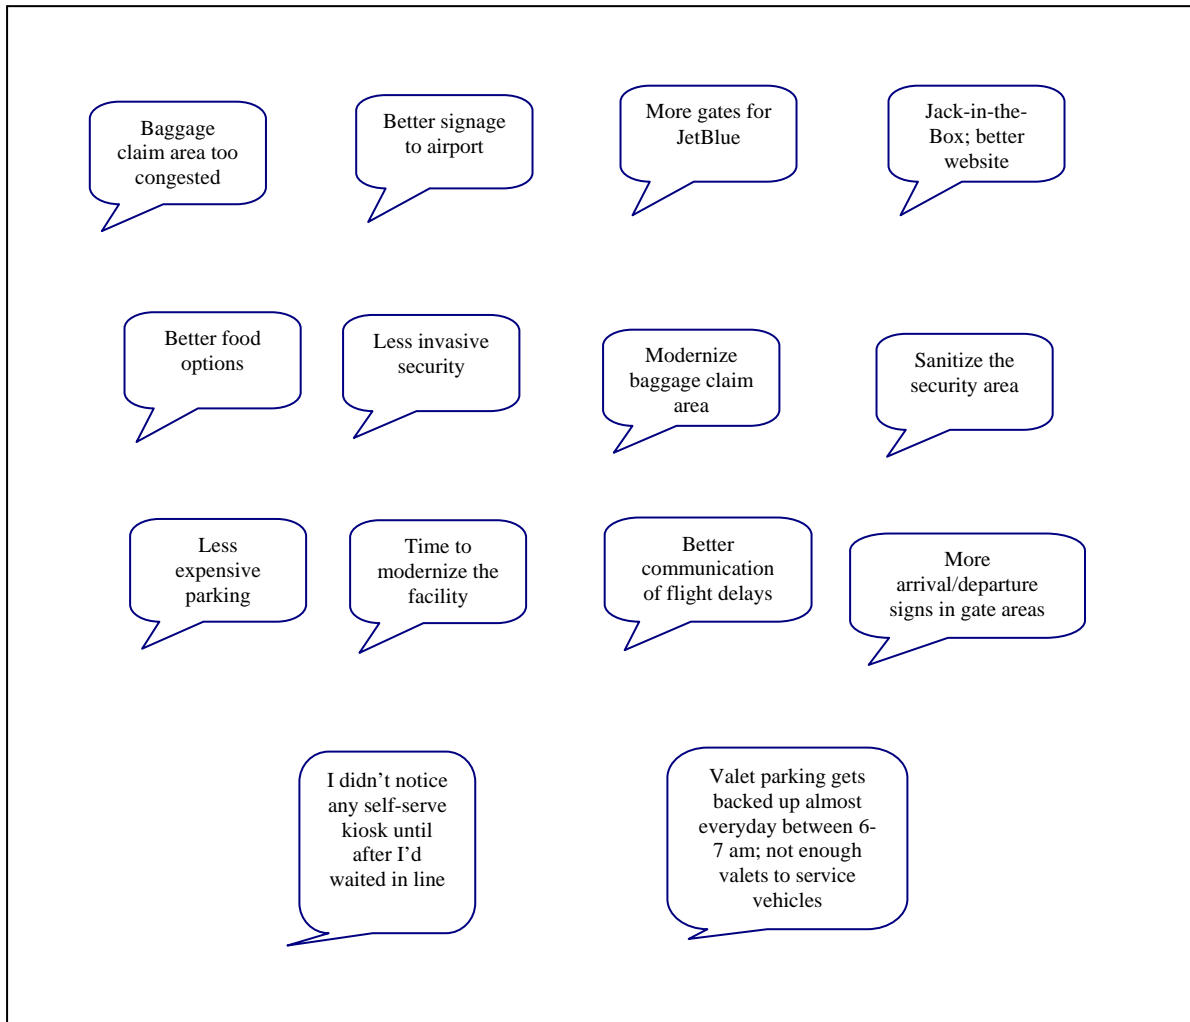 Baggage
claim area too
congested
Better signage
to airport
More gates for
JetBlue
Jack-in-the-
Box; better
website
Better food
options
Less invasive
security
Modernize
baggage claim
area
Sanitize the
security area
Less
expensive
parking
Time to
modernize the
facility
Better
communication
of flight delays
More
arrival/departure
signs in gate areas
I didn’t notice
any self-serve
kiosk until
after I’d
waited in line
Valet parking gets
backed up almost
everyday between 6-
7 am; not enough
valets to service
vehicles